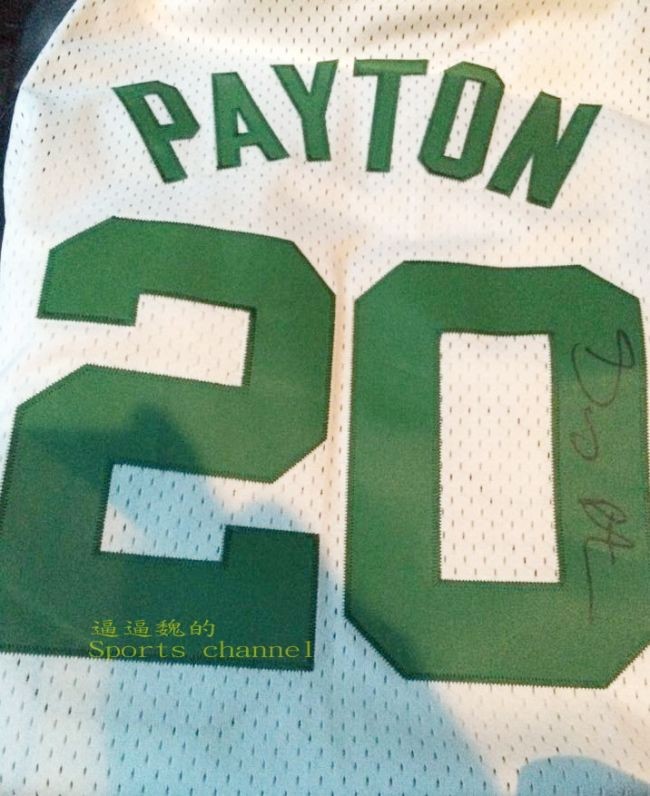 PAYTON
20
逼逼魏的
Sports channel